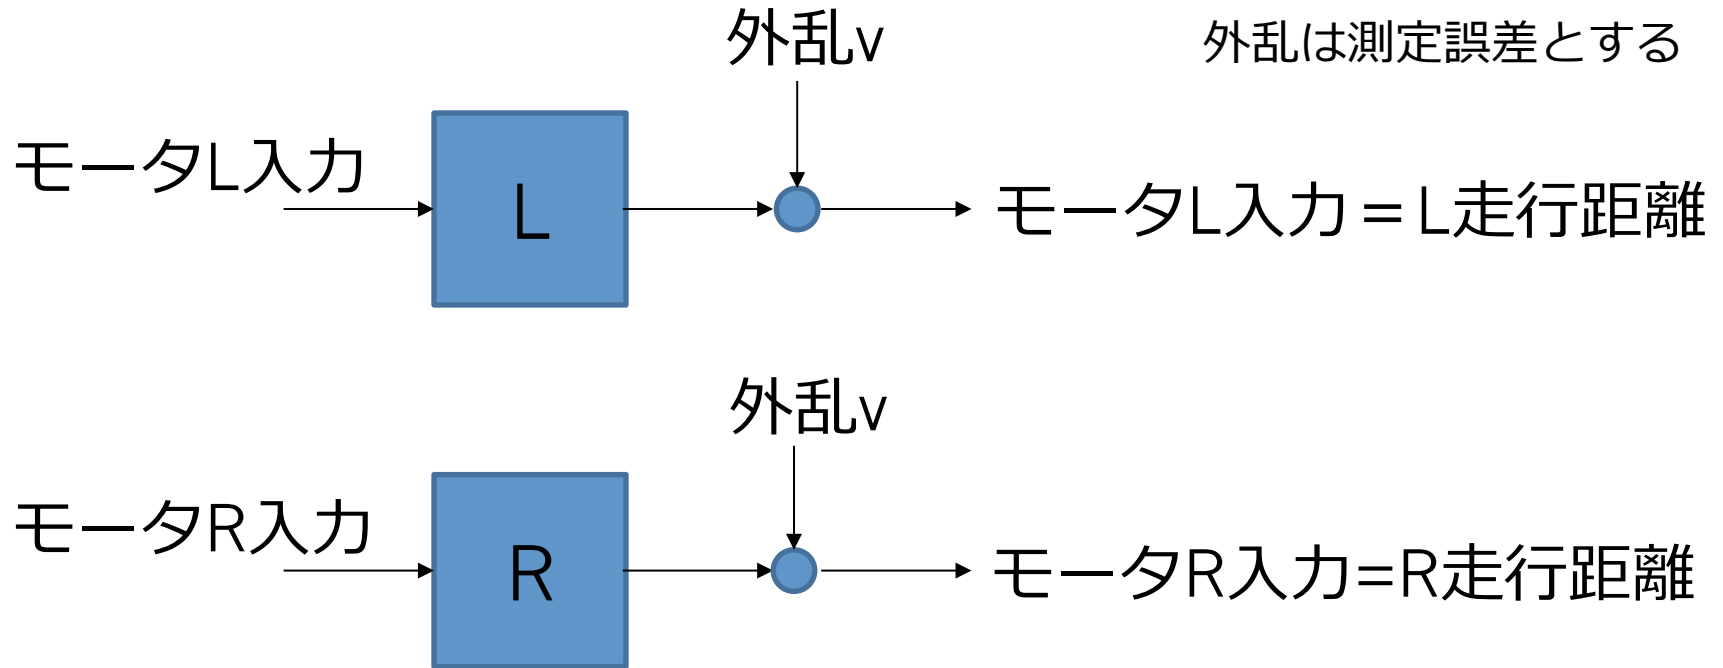 外乱v
外乱は測定誤差とする
モータL入力
L
モータL入力 = L走行距離
外乱v
モータR入力
R
モータR入力=R走行距離